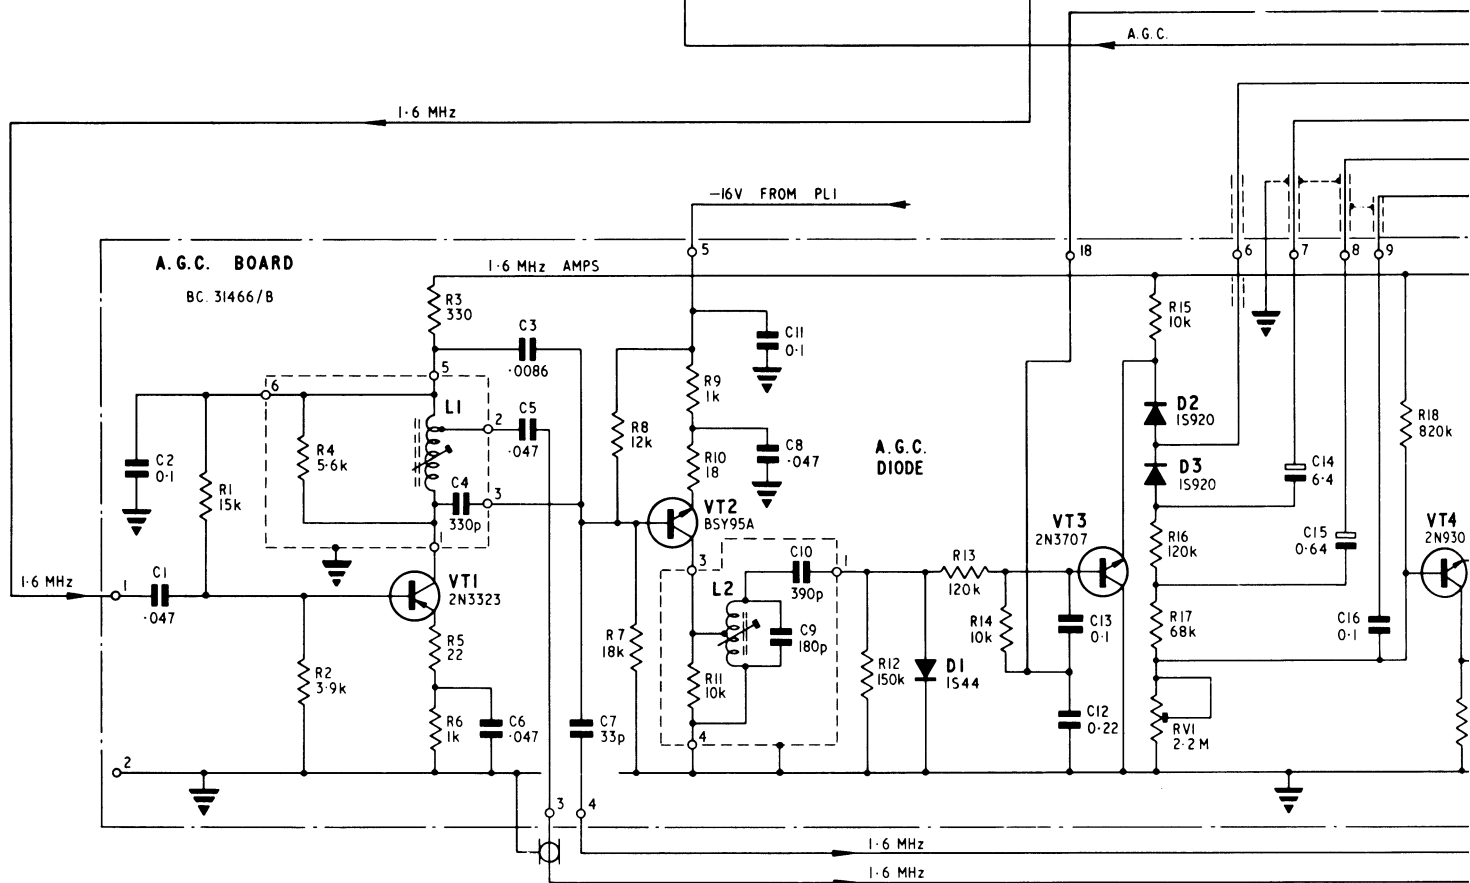 A.G.C.
1·6 MHz
–16V FROM PL1
A.G.C. BOARD
BC. 31466/B
1·6 MHz AMPS
5
18
6
7
8
9
R3
330
C3
·0086
C11
0·1
R15
10k
5
6
L1
2
C5
·047
R9
1k
R8
12k
R10
18
C8
·047
A.G.C.
DIODE
D2
IS920
R18
820k
C2
0·1
R1
15k
R4
5·6k
C4
330p
3
1
D3
IS920
C14
6·4
VT2
BSY95A
VT3
2N3707
R16
120k
C15
0·64
VT4
2N930
1·6 MHz
1
C1
·047
VT1
2N3323
3
L2
C10
390p
1
R13
120k
R14
10k
C13
0·1
R17
68k
C16
0·1
R5
22
R7
18k
C9
180p
R2
3·9k
R11
10k
R12
150k
D1
IS44
R6
1k
C6
·047
C7
33p
4
C12
0·22
RV1
2·2M
2
3
4
1·6 MHz
1·6 MHz